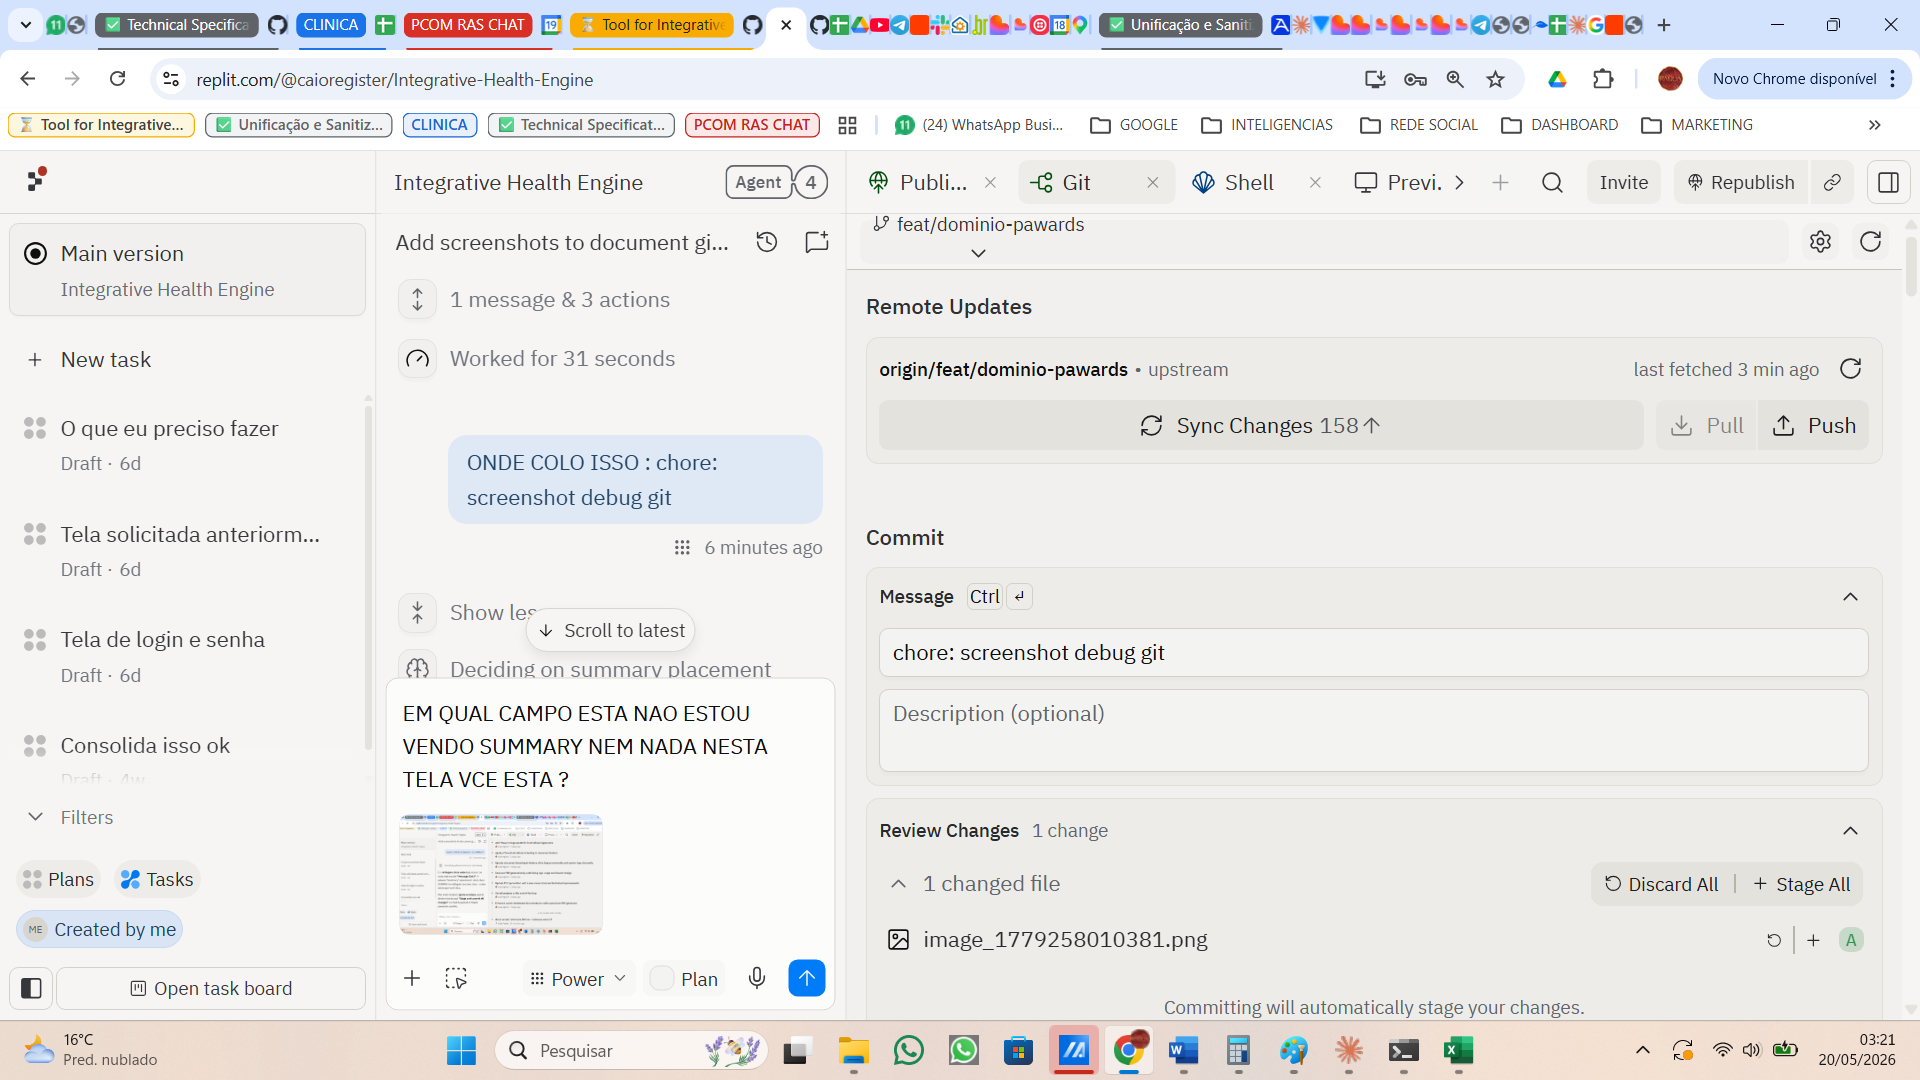 Technical Specifica
CLINICA
PCOM RAS CHAT
Tool for Integrative
Unificação e Saniti
replit.com/@caioregister/Integrative-Health-Engine
Novo Chrome disponível
Tool for Integrative...
Unificação e Sanitiz...
CLINICA
Technical Specificat...
PCOM RAS CHAT
(24) WhatsApp Busi...
GOOGLE
INTELIGENCIAS
REDE SOCIAL
DASHBOARD
MARKETING
Integrative Health Engine
Agent 4
Publi...
Git
Shell
Previ.
Invite
Republish
Main version
Integrative Health Engine
New task
O que eu preciso fazer
Draft · 6d
Tela solicitada anteriorm...
Draft · 6d
Tela de login e senha
Draft · 6d
Consolida isso ok
Draft · 4w
Filters
Plans
Tasks
ME Created by me
Open task board
Add screenshots to document gi...
1 message & 3 actions
Worked for 31 seconds
ONDE COLO ISSO : chore:
screenshot debug git
6 minutes ago
Show les
Scroll to latest
Deciding on summary placement
EM QUAL CAMPO ESTA NAO ESTOU
VENDO SUMMARY NEM NADA NESTA
TELA VCE ESTA ?
Power
Plan
feat/dominio-pawards
Remote Updates
origin/feat/dominio-pawards • upstream
last fetched 3 min ago
Sync Changes 158↑
Pull
Push
Commit
Message Ctrl ↵
chore: screenshot debug git
Description (optional)
Review Changes 1 change
1 changed file
Discard All
+ Stage All
image_1779258010381.png
A
Committing will automatically stage your changes.
16°C
Pred. nublado
Pesquisar
03:21
20/05/2026